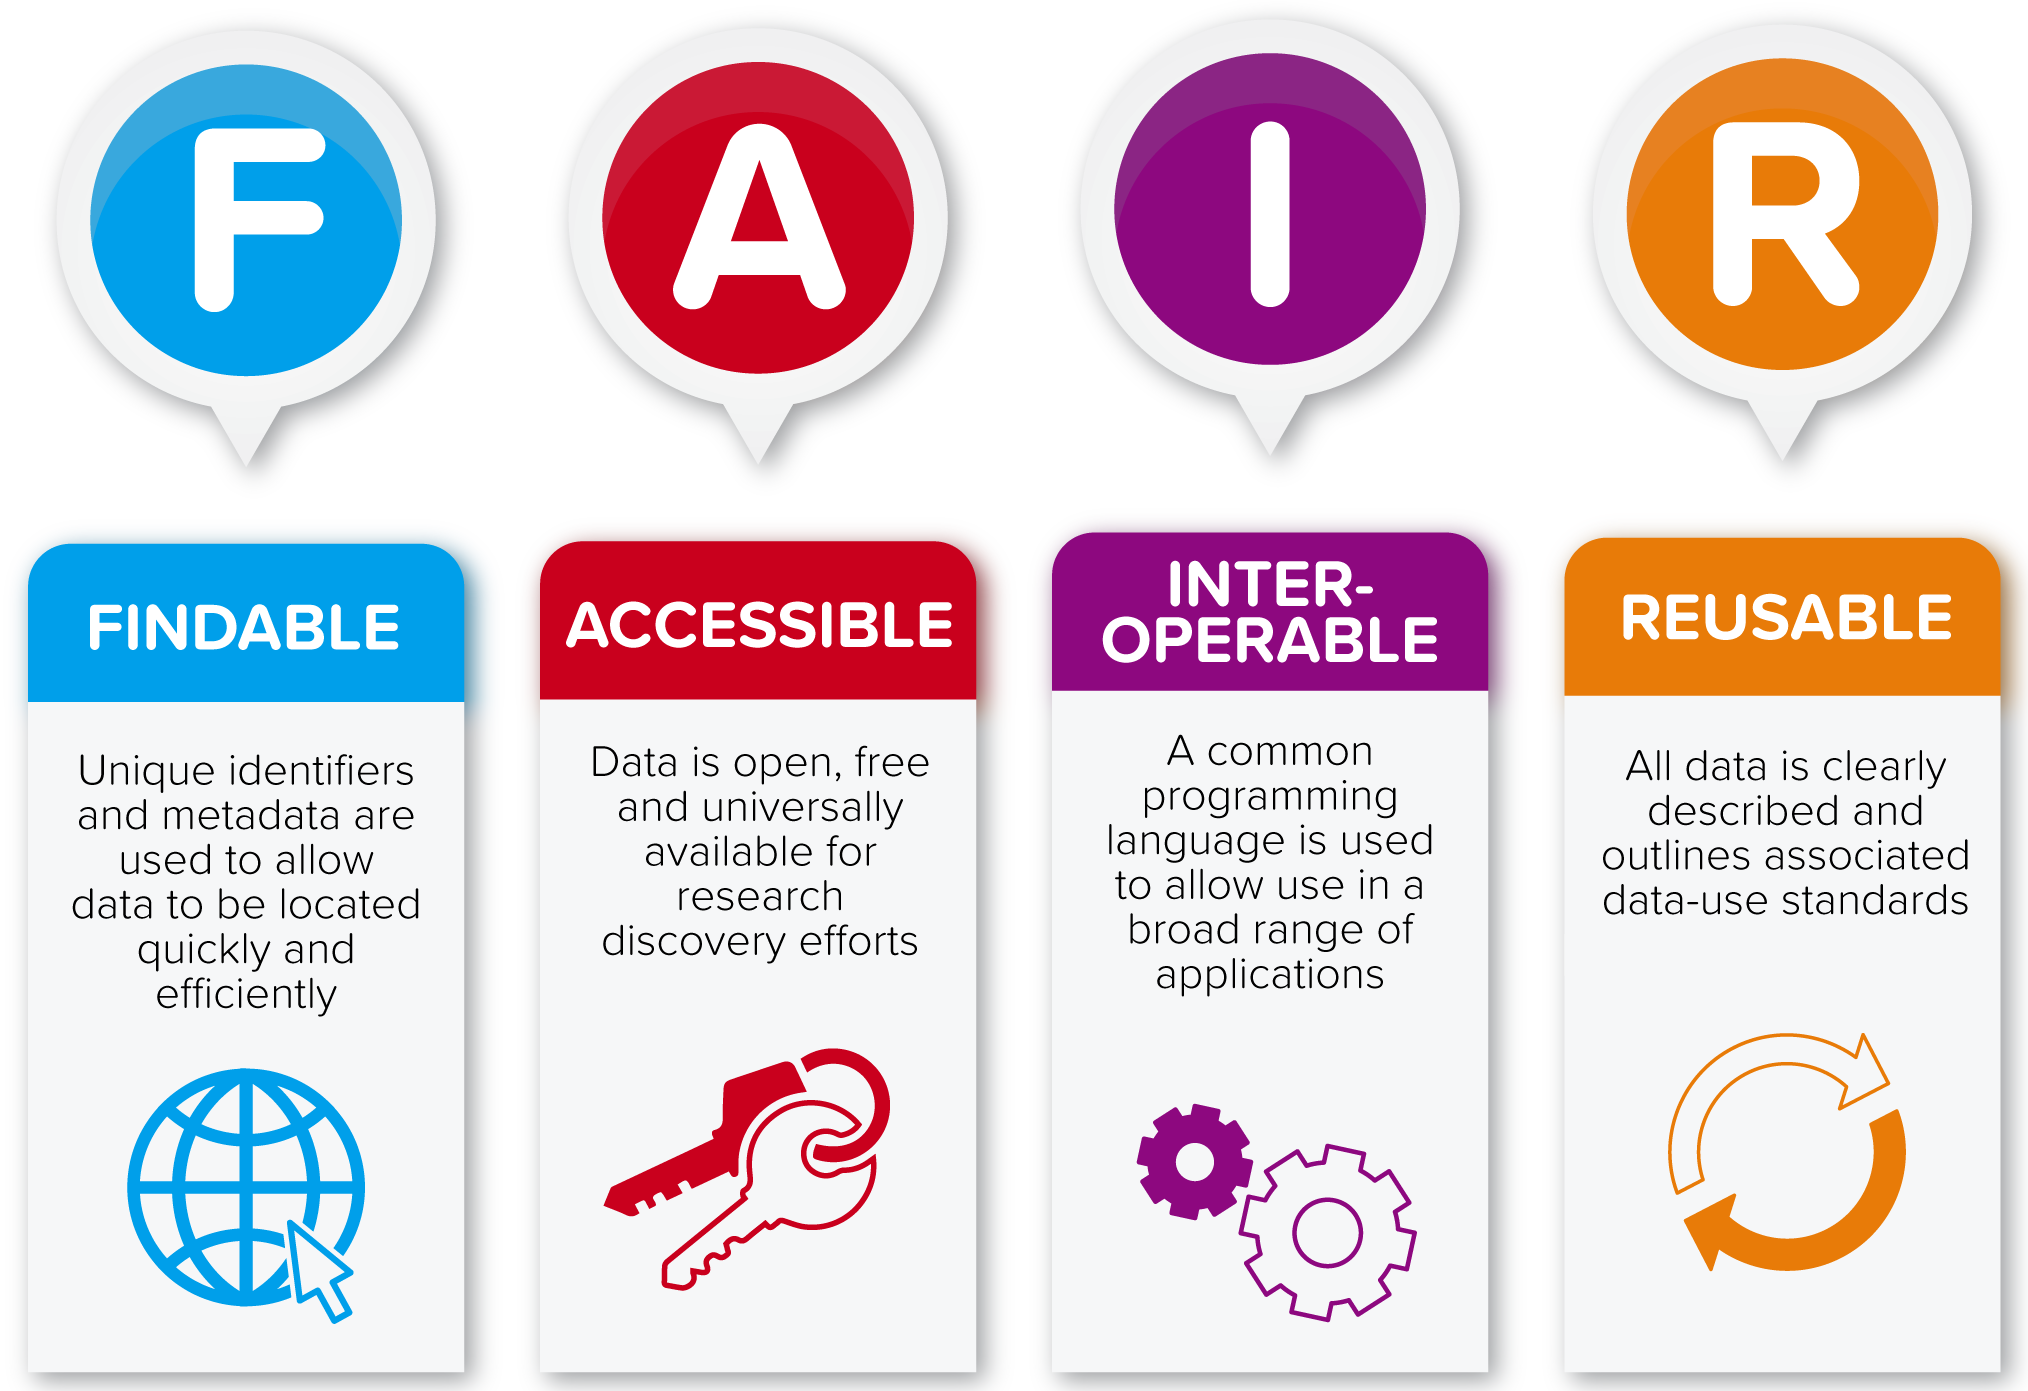 F
A
I
R
FINDABLE
Unique identifiers
and metadata are
used to allow
data to be located
quickly and
efficiently
ACCESSIBLE
Data is open, free
and universally
available for
research
discovery efforts
INTER-
OPERABLE
A common
programming
language is used
to allow use in a
broad range of
applications
REUSABLE
All data is clearly
described and
outlines associated
data-use standards